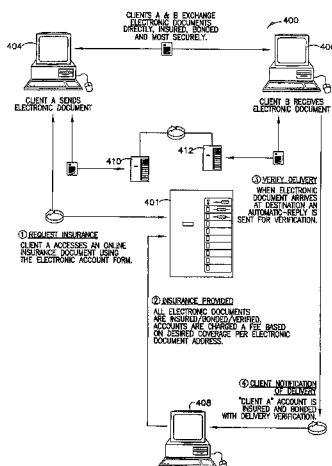 CLIENTS A & B EXCHANGE
ELECTRONIC DOCUMENTS
DIRECTLY, INSURED, BONDED
AND MOST SECURELY.
400
404
406
CLIENT A SENDS
ELECTRONIC DOCUMENT
CLIENT B RECEIVES
ELECTRONIC DOCUMENT
410
412
③ VERIFY DELIVERY
WHEN ELECTRONIC
DOCUMENT ARRIVES
AT DESTINATION AN
AUTOMATIC-REPLY IS
SENT FOR VERIFICATION.
401
① REQUEST INSURANCE
CLIENT A ACCESSES AN ONLINE
INSURANCE DOCUMENT USING
THE ELECTRONIC ACCOUNT FORM.
② INSURANCE PROVIDED
ALL ELECTRONIC DOCUMENTS
ARE INSURED/BONDED/VERIFIED.
ACCOUNTS ARE CHARGED A FEE BASED
ON DESIRED COVERAGE PER ELECTRONIC
DOCUMENT ADDRESS.
④ CLIENT NOTIFICATION
OF DELIVERY
"CLIENT A" ACCOUNT IS
INSURED AND BONDED
WITH DELIVERY VERIFICATION.
408